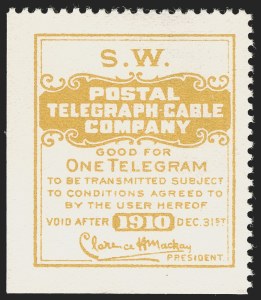 S.W.
POSTAL
TELEGRAPH-CABLE
COMPANY
GOOD FOR
ONE TELEGRAM
TO BE TRANSMITTED SUBJECT
TO CONDITIONS AGREED TO
BY THE USER HEREOF
VOID AFTER 1910 DEC. 31ST
Clarence H Mackay
PRESIDENT